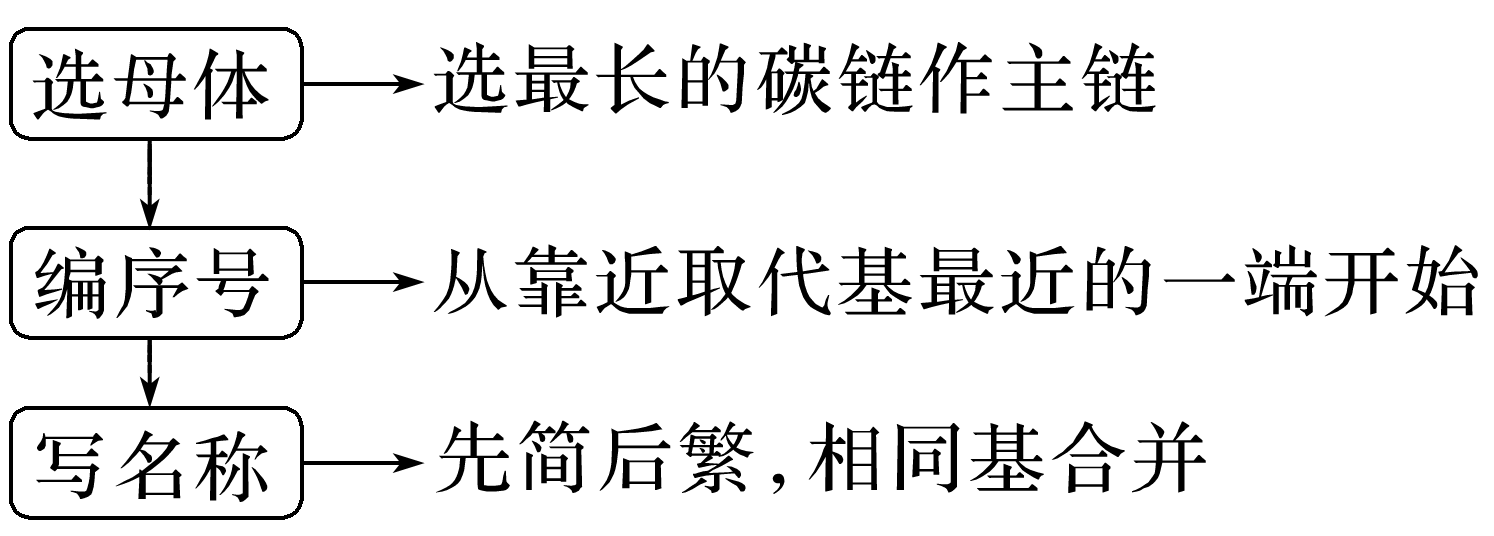 选母体 选最长的碳链作主链
编序号 从靠近取代基最近的一端开始
写名称 先简后繁,相同基合并